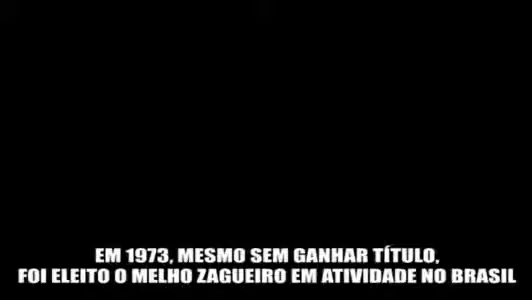 EM 1973, MESMO SEM GANHAR TÍTULO,
FOI ELEITO O MELHO ZAGUEIRO EM ATIVIDADE NO BRASIL